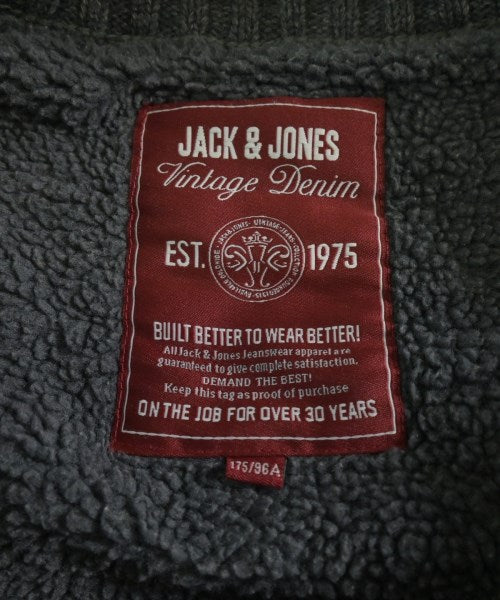 JACK & JONES
Vintage Denim
EST. 1975
BUILT BETTER TO WEAR BETTER!
All Jack & Jones Jeanswear apparel are
guaranteed to give complete satisfaction.
DEMAND THE BEST!
Keep this tag as proof of purchase
ON THE JOB FOR OVER 30 YEARS
175/96A